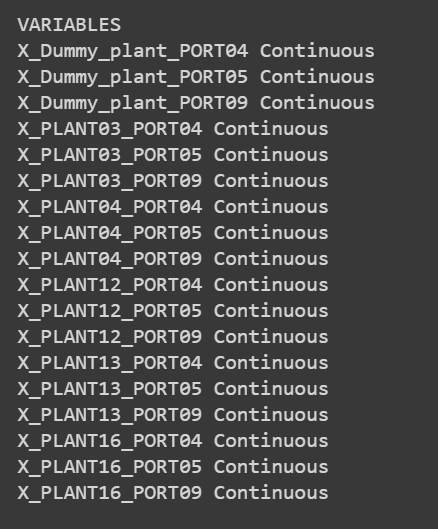 VARIABLES
X_Dummy_plant_PORT04 Continuous
X_Dummy_plant_PORT05 Continuous
X_Dummy_plant_PORT09 Continuous
X_PLANT03_PORT04 Continuous
X_PLANT03_PORT05 Continuous
X_PLANT03_PORT09 Continuous
X_PLANT04_PORT04 Continuous
X_PLANT04_PORT05 Continuous
X_PLANT04_PORT09 Continuous
X_PLANT12_PORT04 Continuous
X_PLANT12_PORT05 Continuous
X_PLANT12_PORT09 Continuous
X_PLANT13_PORT04 Continuous
X_PLANT13_PORT05 Continuous
X_PLANT13_PORT09 Continuous
X_PLANT16_PORT04 Continuous
X_PLANT16_PORT05 Continuous
X_PLANT16_PORT09 Continuous